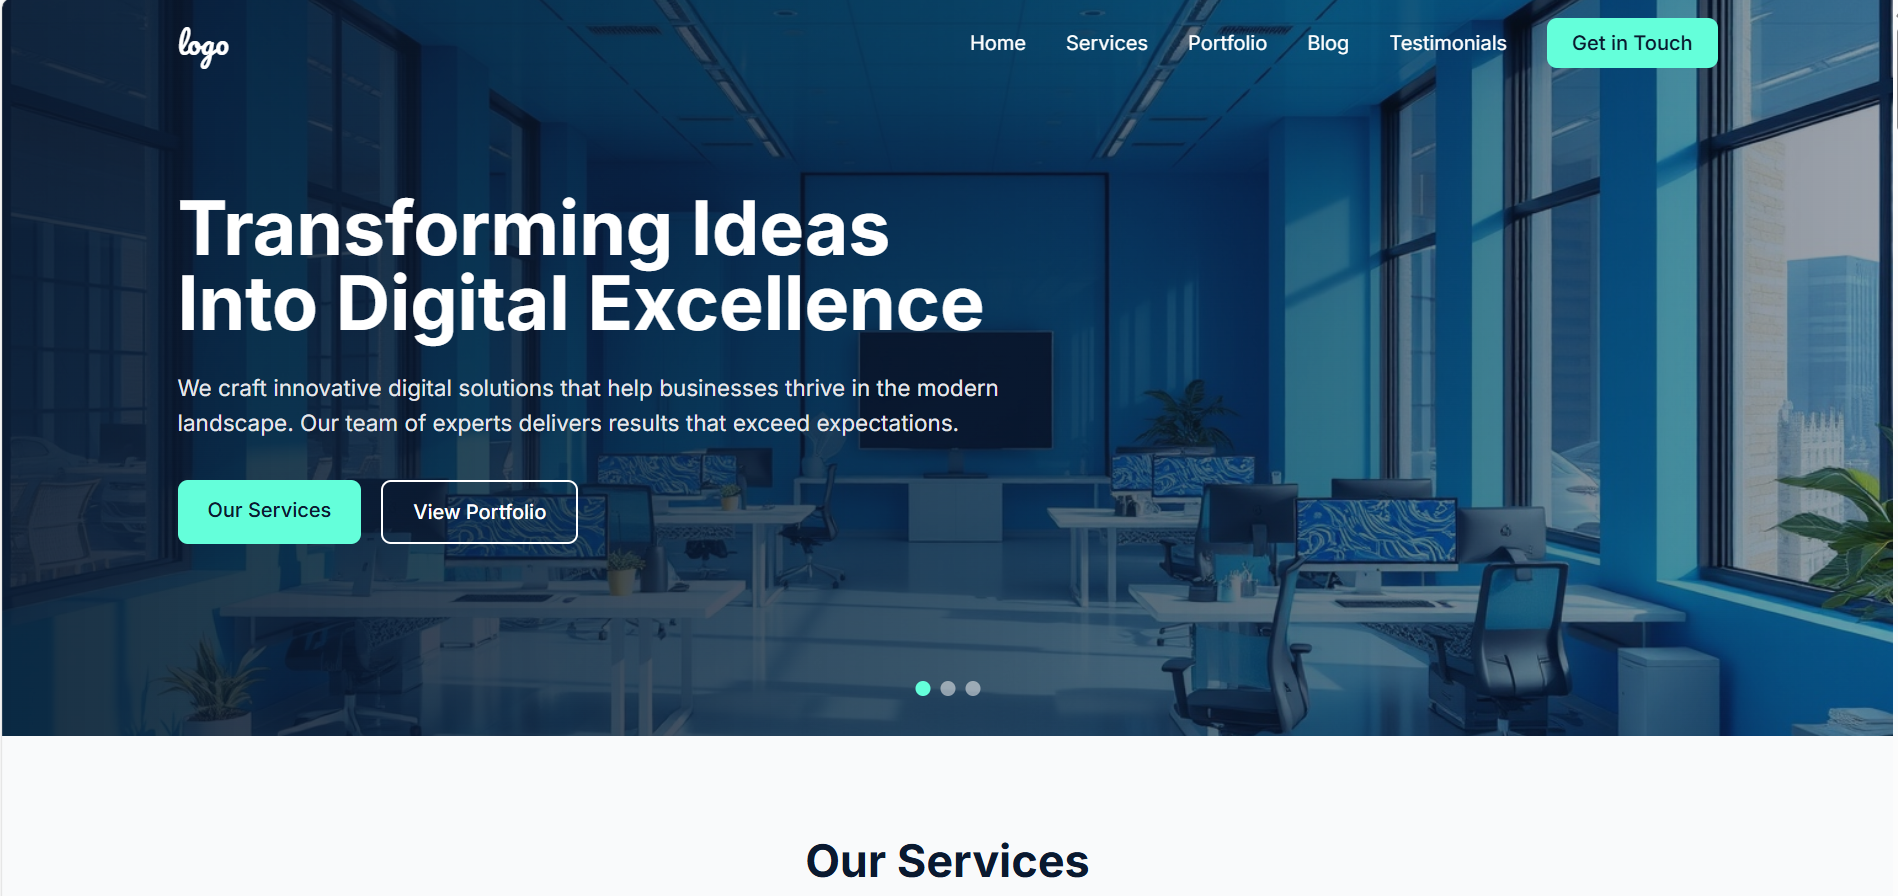 logo
Home
Services
Portfolio
Blog
Testimonials
Get in Touch
Transforming Ideas
Into Digital Excellence
We craft innovative digital solutions that help businesses thrive in the modern
landscape. Our team of experts delivers results that exceed expectations.
Our Services
View Portfolio
Our Services